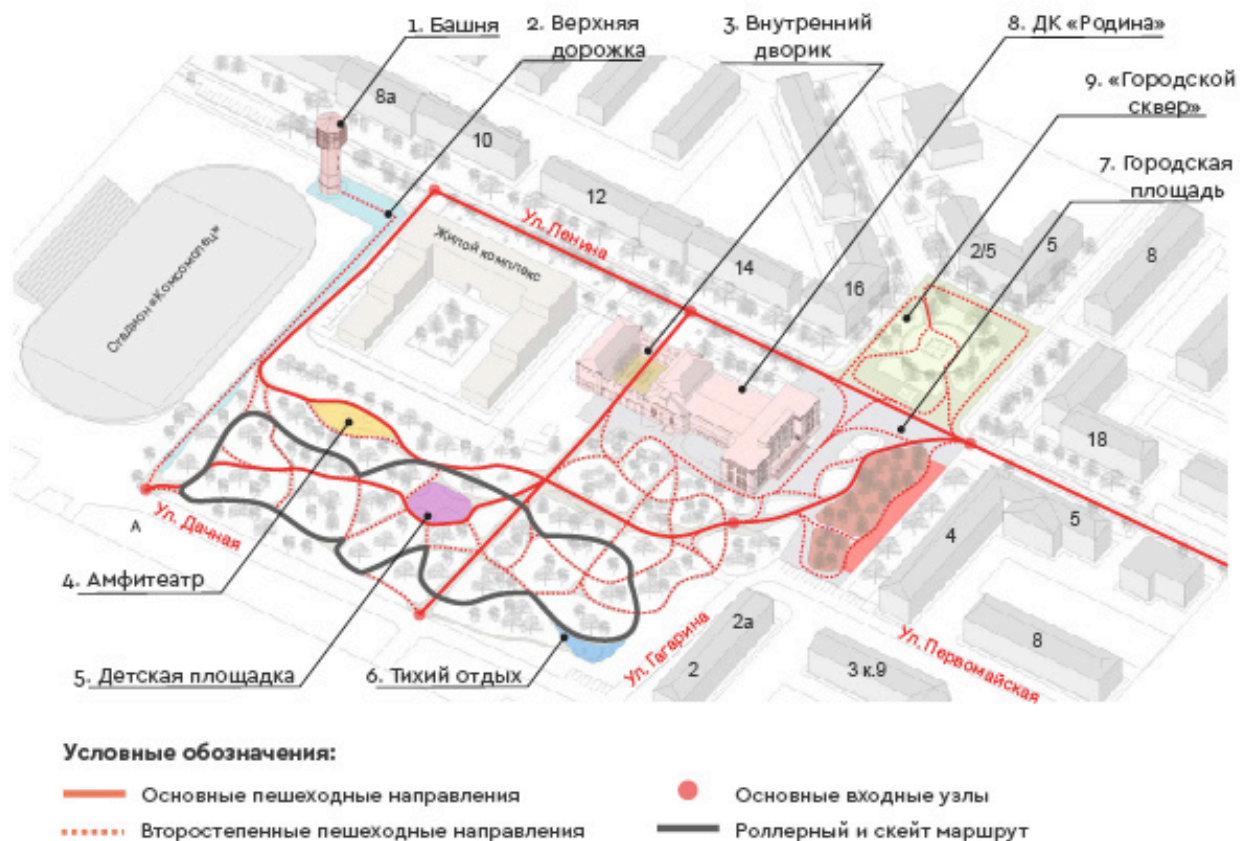 1. Башня
2. Верхняя
дорожка
3. Внутренний
дворик
8. ДК «Родина»
9. «Городской
сквер»
7. Городская
площадь
8а
10
12
14
16
2/5
5
8
18
Ул. Ленина
Жилой комплекс
Стадион «Комсомолец»
А
Ул. Дачная
4. Амфитеатр
5. Детская площадка
6. Тихий отдых
Ул. Гагарина
2а
2
3 к.9
Ул. Первомайская
4
5
8
Условные обозначения:
Основные пешеходные направления
Основные входные узлы
Второстепенные пешеходные направления
Роллерный и скейт маршрут